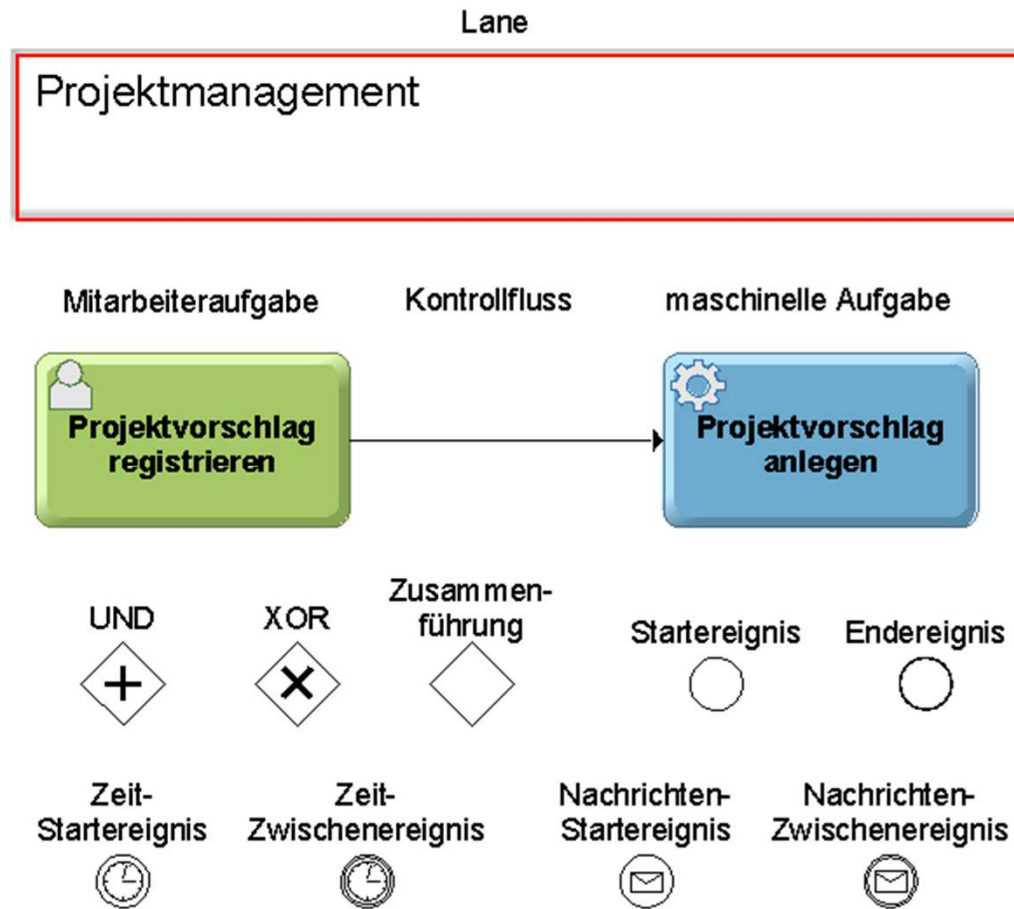 Lane
Projektmanagement
Mitarbeiteraufgabe
Kontrollfluss
maschinelle Aufgabe
Projektvorschlag
registrieren
Projektvorschlag
anlegen
UND
XOR
Zusammen-
führung
Startereignis
Endereignis
Zeit-
Startereignis
Zeit-
Zwischenereignis
Nachrichten-
Startereignis
Nachrichten-
Zwischenereignis